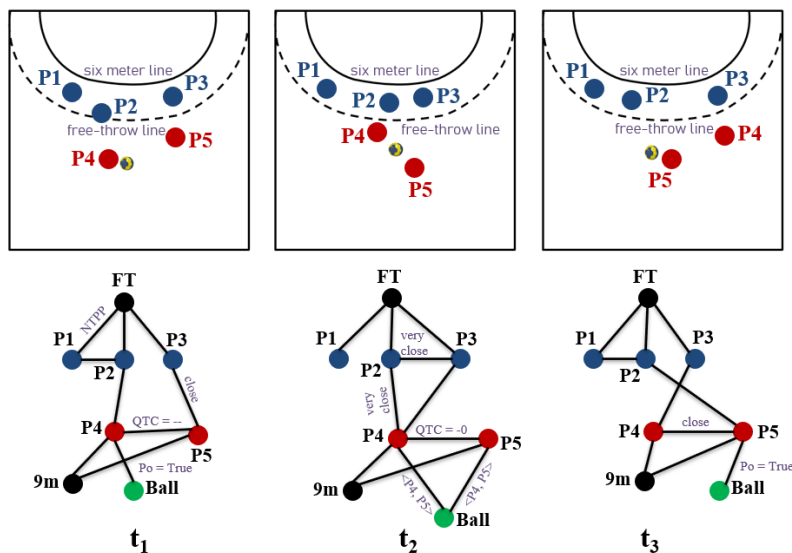 P1
six meter line
P3
P2
free-throw line
P5
P4
P1
six meter line
P2
P3
P4
free-throw line
P5
P1
six meter line
P3
P2
free-throw line
P4
P5
FT
NTPP
P1
P3
P2
close
P4
QTC = --
P5
Po = True
9m
Ball
t1
FT
P1
very
close
P3
P2
very
close
P4
QTC = -0
P5
9m
<P4, P5>
<P4, P5>
Ball
t2
FT
P1
P3
P2
P4
close
P5
Po = True
9m
Ball
t3